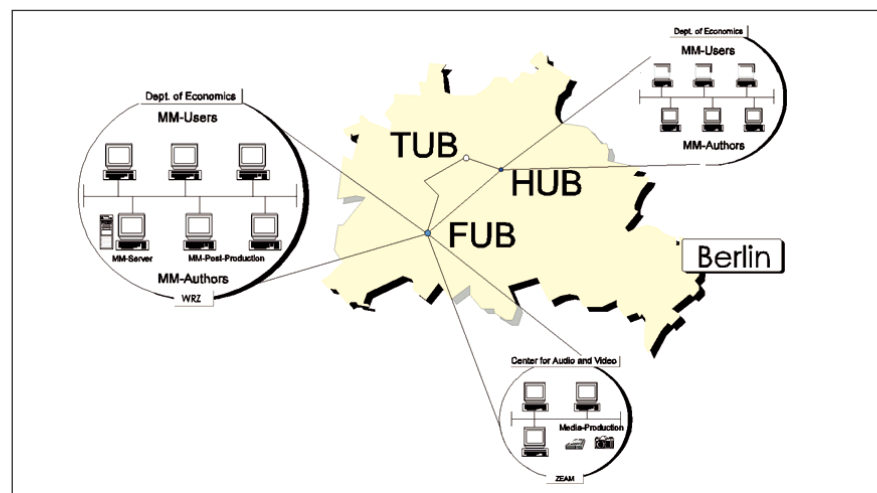 Dept. of Economics
MM-Users
MM-Authors
Dept. of Economics
MM-Users
MM-Server
MM-Post-Production
MM-Authors
WRZ
TUB
HUB
FUB
Berlin
Center for Audio and Video
Media-Production
ZEAM